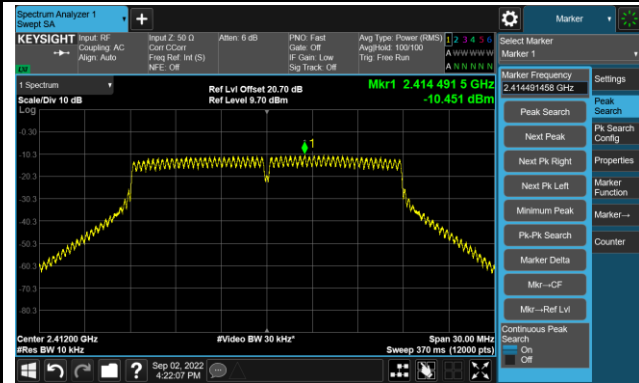 Spectrum Analyzer 1
Swept SA
Marker
KEYSIGHT
Input: RF
Coupling: AC
Align: Auto
Input Z: 50 Ω
Corr CCorr
Freq Ref: Int (S)
NFE: Off
Atten: 6 dB
PNO: Fast
Gate: Off
IF Gain: Low
Sig Track: Off
Avg Type: Power (RMS)
Avg|Hold: 100/100
Trig: Free Run
1 2 3 4 5 6
A W W W W W
A N N N N N
LW
Select Marker
Marker 1
1 Spectrum
Scale/Div 10 dB
Log
Ref Lvl Offset 20.70 dB
Ref Level 9.70 dBm
Mkr1 2.414 491 5 GHz
-10.451 dBm
1
-0.30
-10.3
-20.3
-30.3
-40.3
-50.3
-60.3
-70.3
-80.3
Center 2.41200 GHz
#Res BW 10 kHz
#Video BW 30 kHz*
Span 30.00 MHz
Sweep 370 ms (12000 pts)
Marker Frequency
2.414491458 GHz
Peak Search
Next Peak
Next Pk Right
Next Pk Left
Minimum Peak
Pk-Pk Search
Marker Delta
Mkr→CF
Mkr→Ref Lvl
Continuous Peak
Search
On
Off
Settings
Peak
Search
Pk Search
Config
Properties
Marker
Function
Marker→
Counter
?
Sep 02, 2022
4:22:07 PM